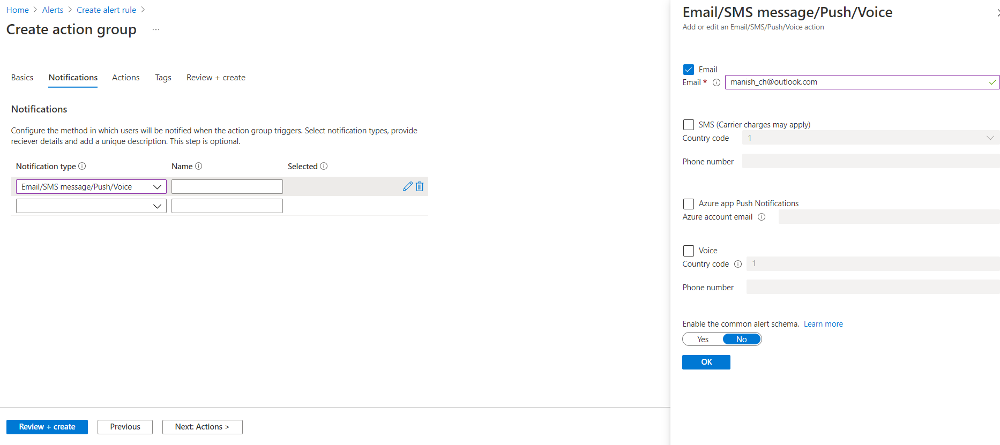 Home > Alerts > Create alert rule >
Create action group ...
Basics Notifications Actions Tags Review + create
Notifications
Configure the method in which users will be notified when the action group triggers. Select notification types, provide
reciever details and add a unique description. This step is optional.
Notification type Name Selected
Email/SMS message/Push/Voice
Review + create Previous Next: Actions >
Email/SMS message/Push/Voice
Add or edit an Email/SMS/Push/Voice action
Email
Email * manish_ch@outlook.com
SMS (Carrier charges may apply)
Country code 1
Phone number
Azure app Push Notifications
Azure account email
Voice
Country code 1
Phone number
Enable the common alert schema. Learn more
Yes No
OK